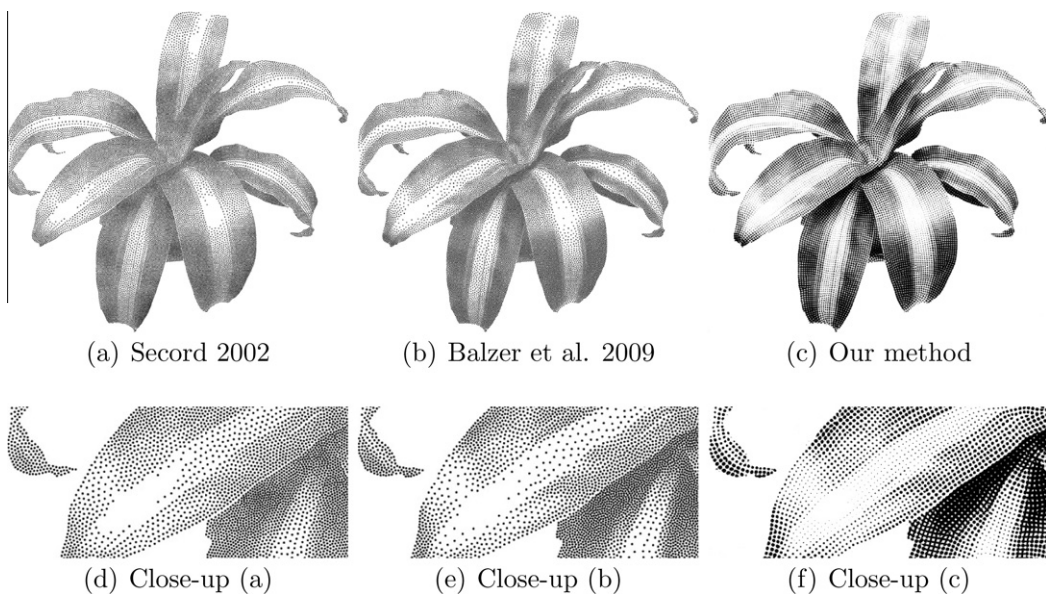 (a) Secord 2002
(b) Balzer et al. 2009
(c) Our method
(d) Close-up (a)
(e) Close-up (b)
(f) Close-up (c)